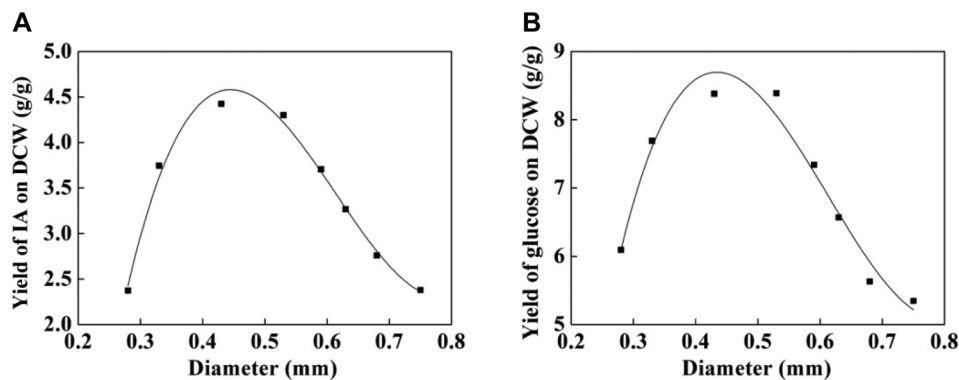 A
Yield of IA on DCW (g/g)
5.0
4.5
4.0
3.5
3.0
2.5
2.0
0.2 0.3 0.4 0.5 0.6 0.7 0.8
Diameter (mm)
B
Yield of glucose on DCW (g/g)
9
8
7
6
5
0.2 0.3 0.4 0.5 0.6 0.7 0.8
Diameter (mm)